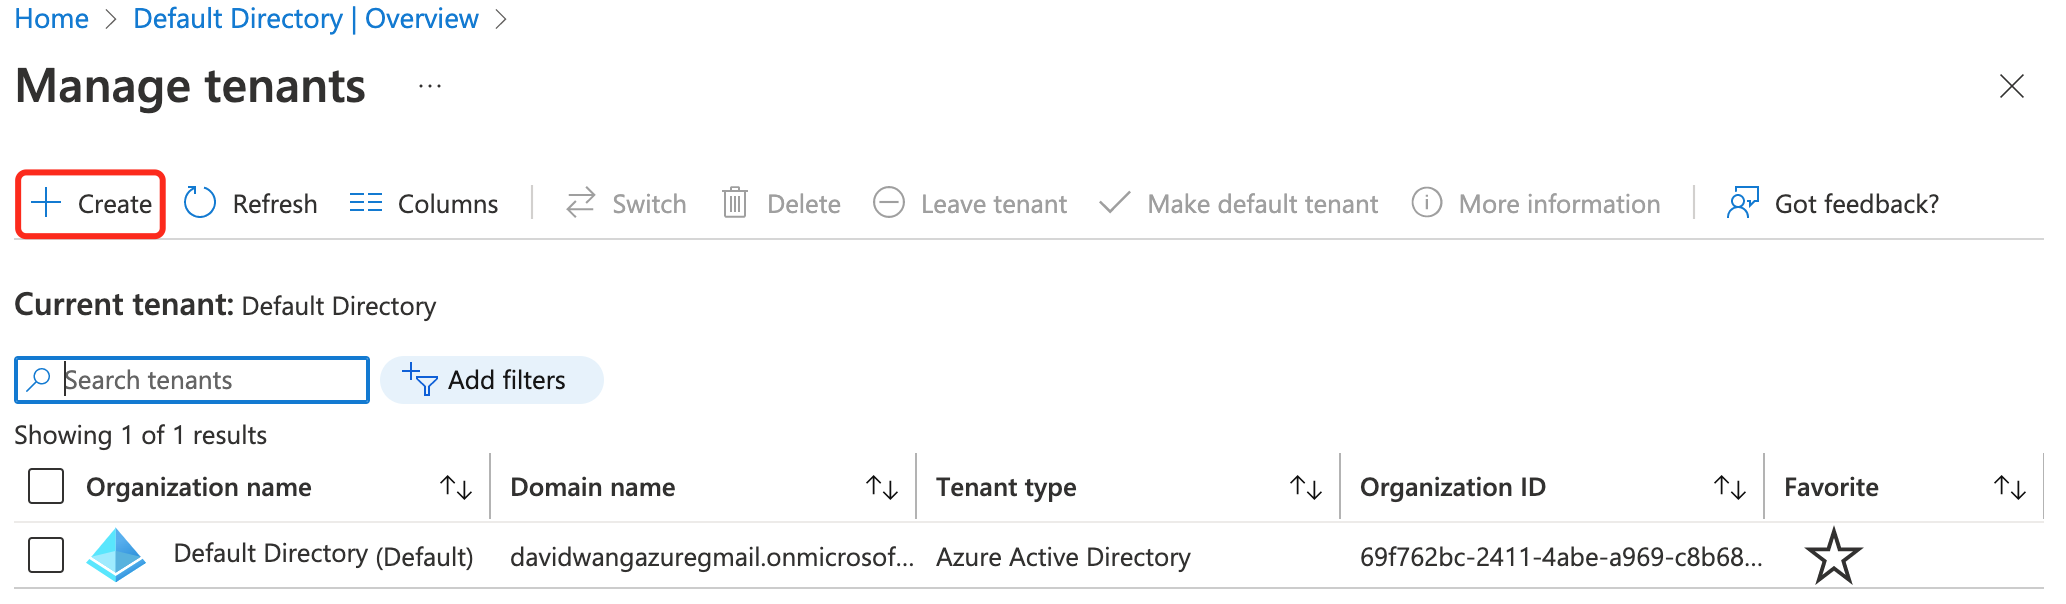 Home > Default Directory | Overview >
Manage tenants ...
Create Refresh Columns Switch Delete Leave tenant Make default tenant More information Got feedback?
Current tenant: Default Directory
Search tenants Add filters
Showing 1 of 1 results
Organization name Domain name Tenant type Organization ID Favorite
Default Directory (Default) davidwangazuregmail.onmicrosof... Azure Active Directory 69f762bc-2411-4abe-a969-c8b68...